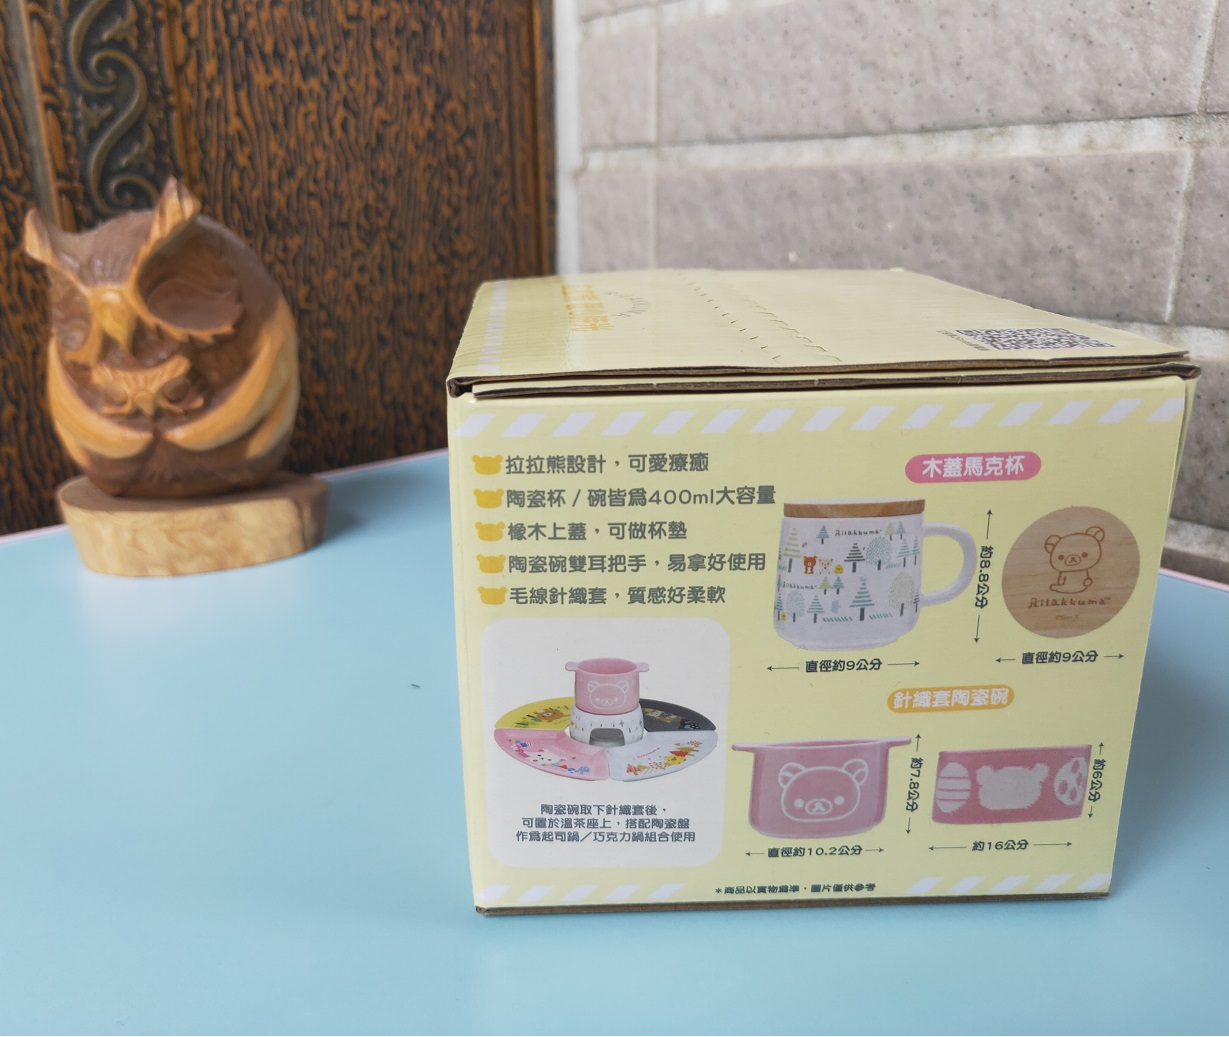 拉拉熊設計，可愛療癒
陶瓷杯／碗皆為400ml大容量
橡木上蓋，可做杯墊
陶瓷碗雙耳把手，易拿好使用
毛線針織套，質感好柔軟
陶瓷碗取下針織套後，
可置於溫茶座上，搭配陶瓷盤
作為起司鍋／巧克力鍋組合使用
木蓋馬克杯
Rilakkuma
約8.8公分
直徑約9公分
Rilakkuma
直徑約9公分
針織套陶瓷碗
約7.8公分
直徑約10.2公分
約6公分
約16公分
＊商品以實物為準，圖片僅供參考